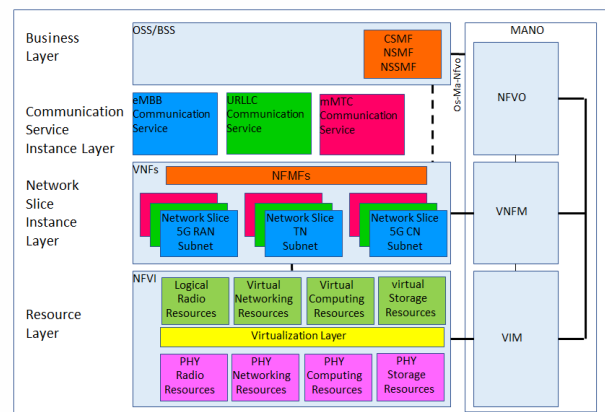 Business
Layer
OSS/BSS
CSMF
NSMF
NSSMF
MANO
Os-Ma-Nfvo
NFVO
Communication
Service
Instance Layer
eMBB
Communication
Service
URLLC
Communication
Service
mMTC
Communication
Service
Network
Slice
Instance
Layer
VNFs
NFMFs
Network Slice
5G RAN
Subnet
Network Slice
TN
Subnet
Network Slice
5G CN
Subnet
VNFM
Resource
Layer
NFVI
Logical
Radio
Resources
Virtual
Networking
Resources
Virtual
Computing
Resources
virtual
Storage
Resources
Virtualization Layer
PHY
Radio
Resources
PHY
Networking
Resources
PHY
Computing
Resources
PHY
Storage
Resources
VIM